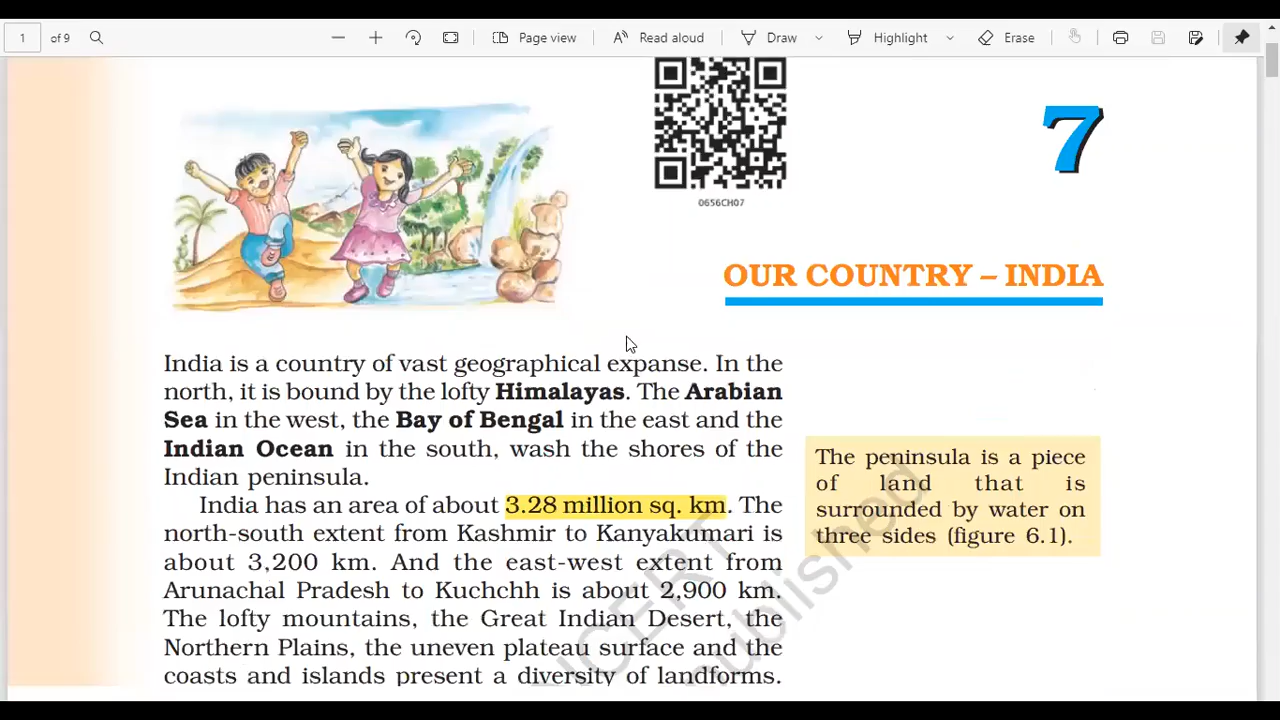 1 of 9
Page view
Read aloud
Draw
Highlight
Erase
0656CH07
7
OUR COUNTRY – INDIA
India is a country of vast geographical expanse. In the
north, it is bound by the lofty Himalayas. The Arabian
Sea in the west, the Bay of Bengal in the east and the
Indian Ocean in the south, wash the shores of the
Indian peninsula.
India has an area of about 3.28 million sq. km. The
north-south extent from Kashmir to Kanyakumari is
about 3,200 km. And the east-west extent from
Arunachal Pradesh to Kuchchh is about 2,900 km.
The lofty mountains, the Great Indian Desert, the
Northern Plains, the uneven plateau surface and the
coasts and islands present a diversity of landforms.
The peninsula is a piece
of land that is
surrounded by water on
three sides (figure 6.1).
published